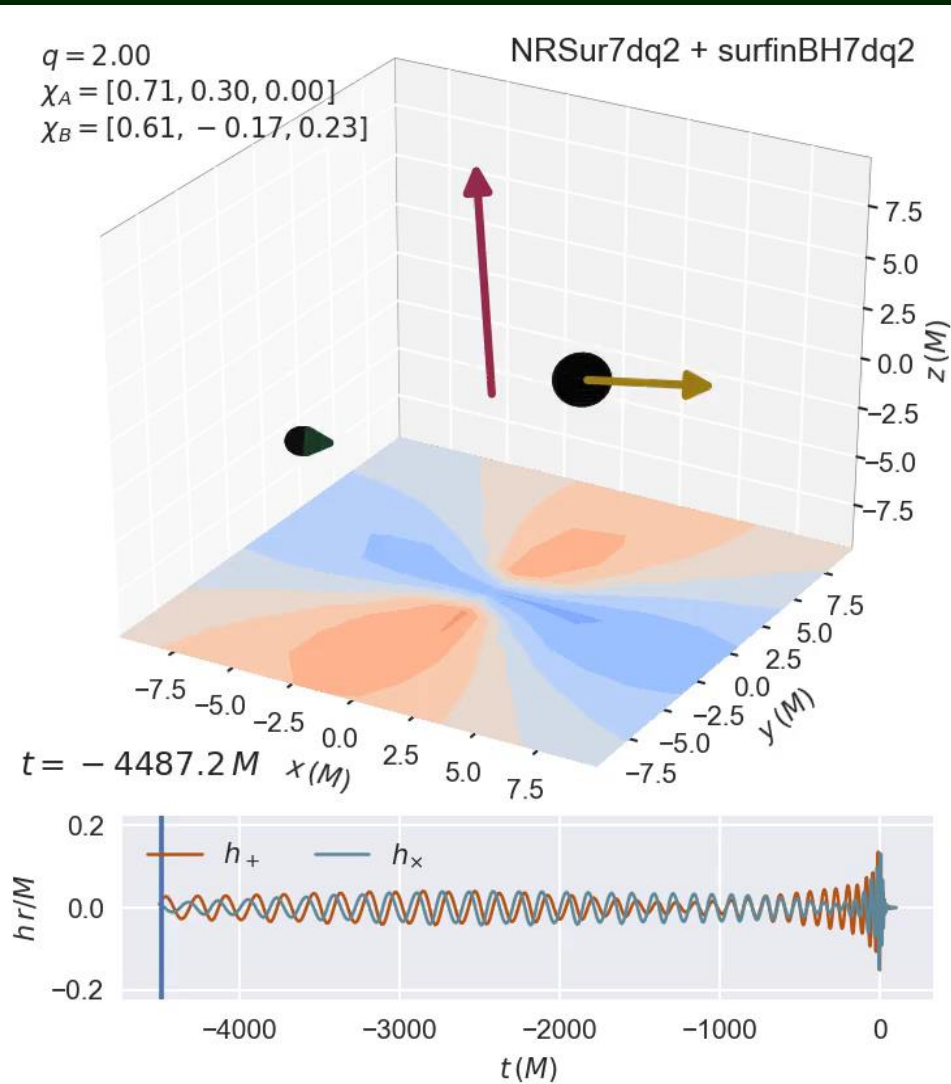 q = 2.00
NRSur7dq2 + surfinBH7dq2
χ_A = [0.71, 0.30, 0.00]
χ_B = [0.61, − 0.17, 0.23]
7.5
5.0
2.5
0.0
−2.5
−5.0
−7.5
z (M)
7.5
5.0
2.5
0.0
−2.5
−5.0
−7.5
y (M)
−7.5
−5.0
−2.5
0.0
2.5
5.0
7.5
x (M)
t = − 4487.2 M
0.2
0.0
−0.2
h r/M
h₊
h×
−4000
−3000
−2000
−1000
0
t (M)